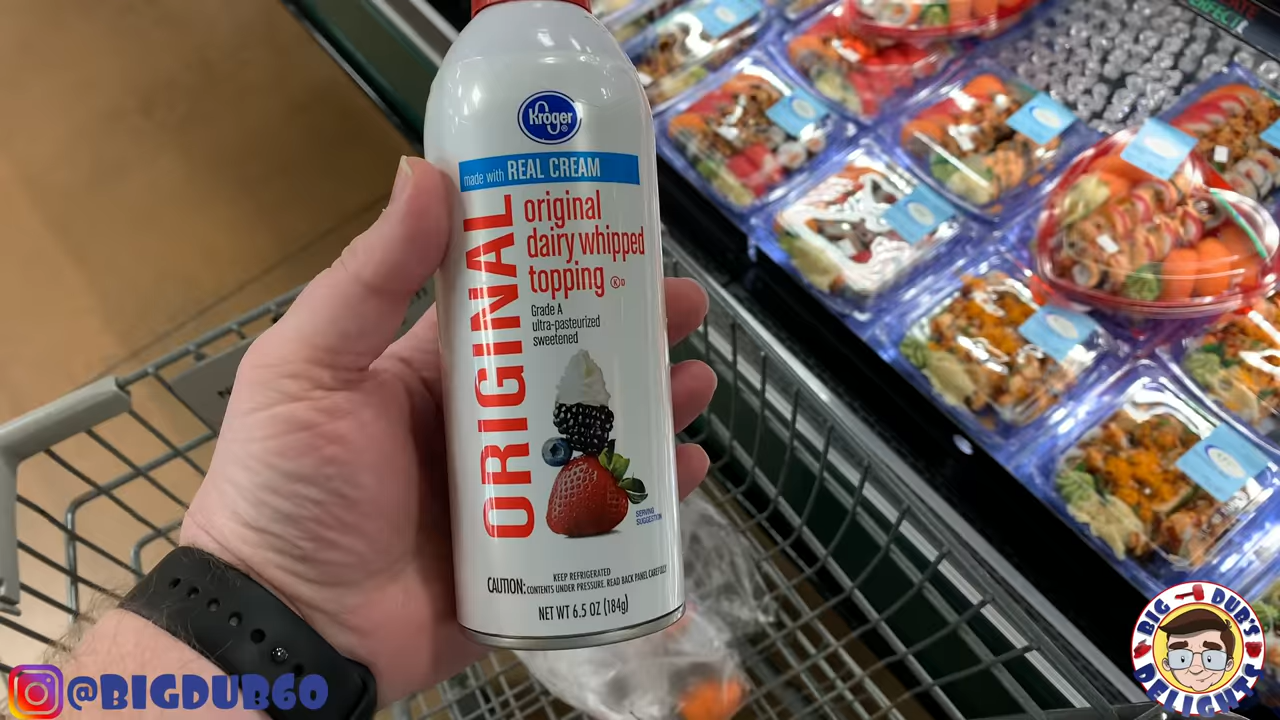 Kroger®
made with REAL CREAM
ORIGINAL
original
dairy whipped
topping
Grade A
ultra-pasteurized
sweetened
SERVING
SUGGESTION
KEEP REFRIGERATED
CAUTION: CONTENTS UNDER PRESSURE. READ BACK PANEL CAREFULLY
NET WT 6.5 OZ (184g)
@BIGDUB60
BIG DUB'S
DELIGHTS